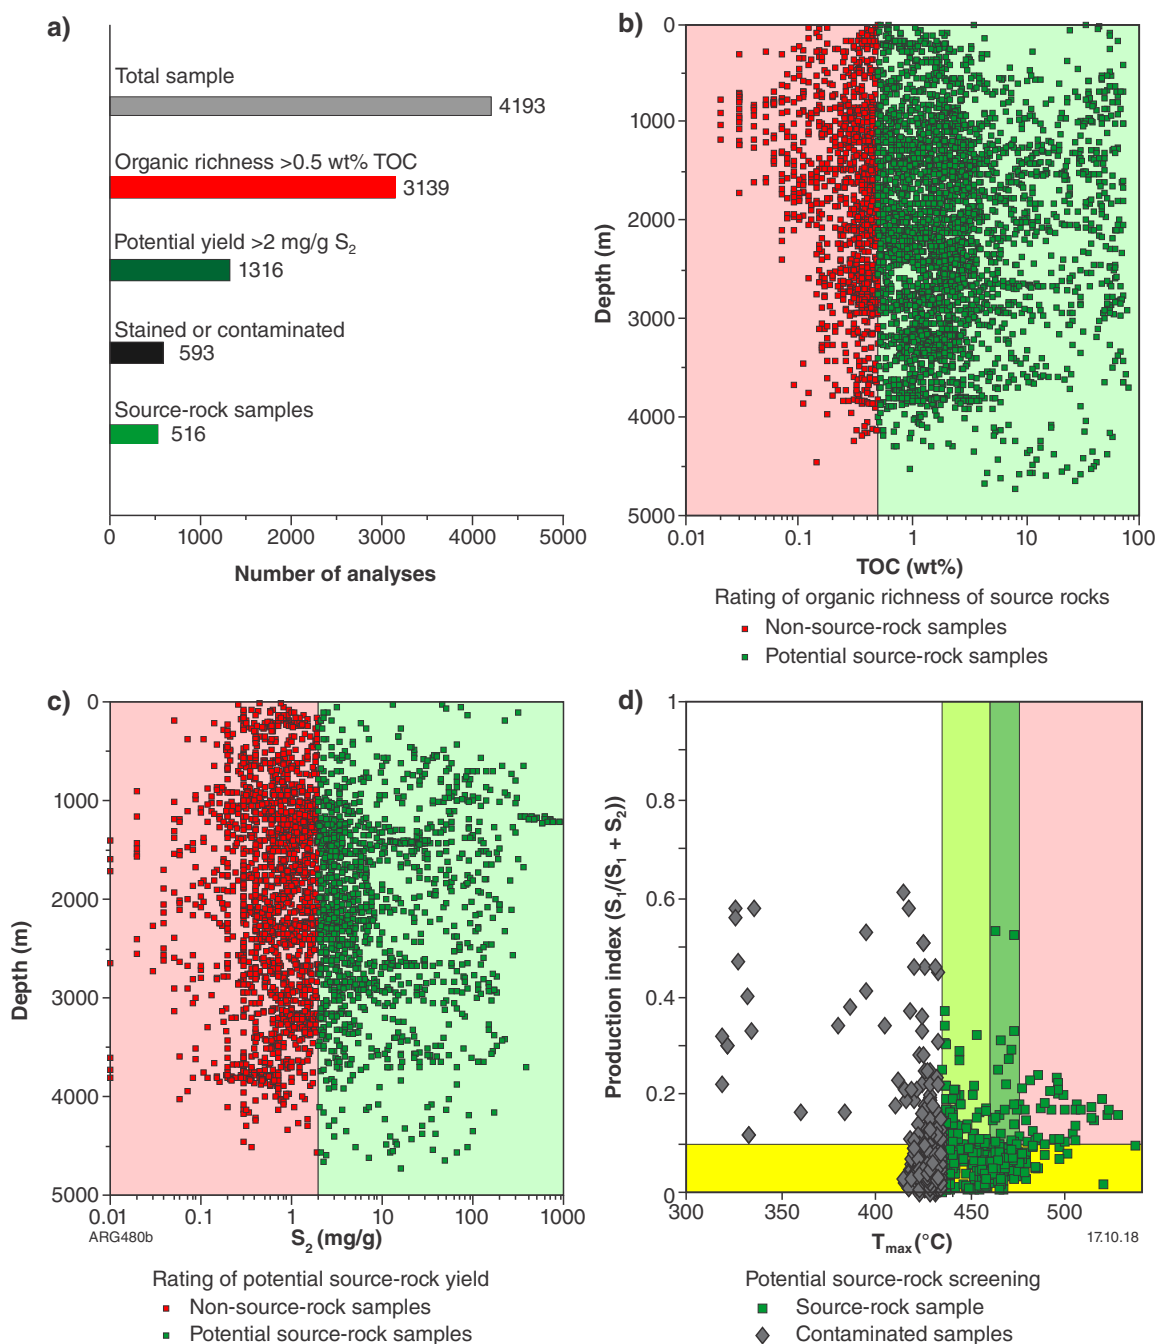 a)
Total sample
4193
Organic richness >0.5 wt% TOC
3139
Potential yield >2 mg/g S2
1316
Stained or contaminated
593
Source-rock samples
516
0 1000 2000 3000 4000 5000
Number of analyses
b)
0
1000
2000
3000
4000
5000
Depth (m)
0.01 0.1 1 10 100
TOC (wt%)
Rating of organic richness of source rocks
Non-source-rock samples
Potential source-rock samples
c)
0
1000
2000
3000
4000
5000
Depth (m)
0.01 0.1 1 10 100 1000
S2 (mg/g)
ARG480b
Rating of potential source-rock yield
Non-source-rock samples
Potential source-rock samples
d)
1
0.8
0.6
0.4
0.2
0
Production index (S1/(S1 + S2))
300 350 400 450 500
Tmax (°C)
17.10.18
Potential source-rock screening
Source-rock sample
Contaminated samples